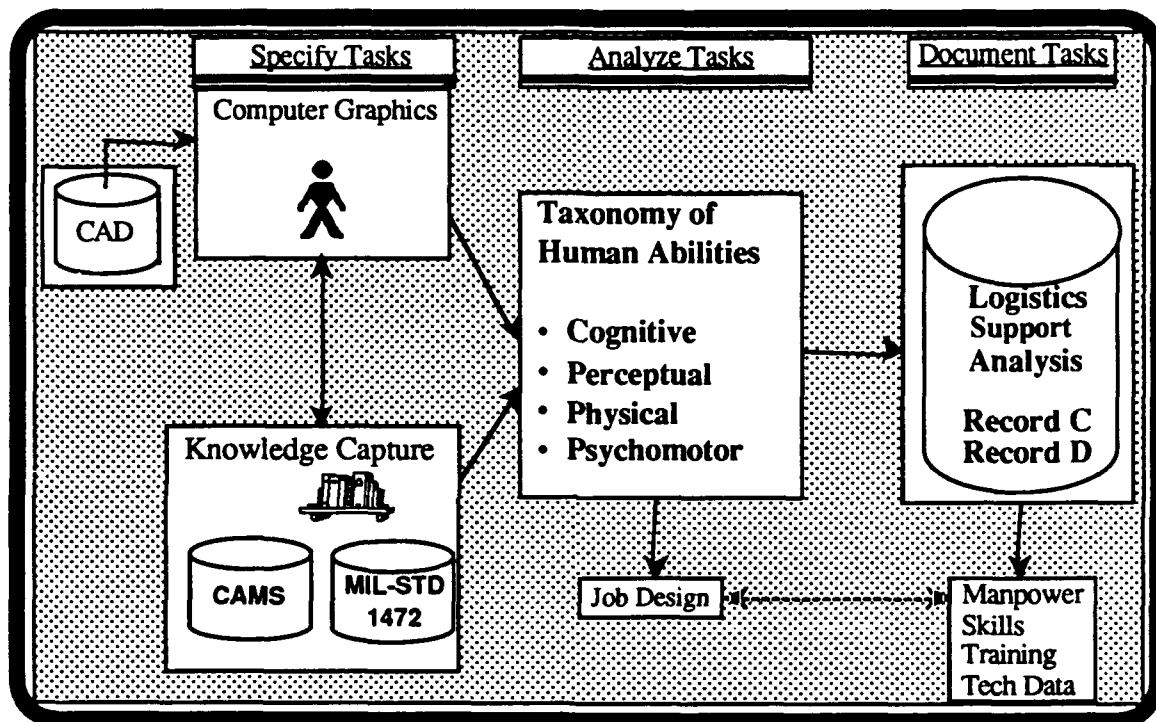 Specify Tasks
Analyze Tasks
Document Tasks
Computer Graphics
CAD
Knowledge Capture
CAMS
MIL-STD
1472
Taxonomy of
Human Abilities
• Cognitive
• Perceptual
• Physical
• Psychomotor
Job Design
Logistics
Support
Analysis
Record C
Record D
Manpower
Skills
Training
Tech Data